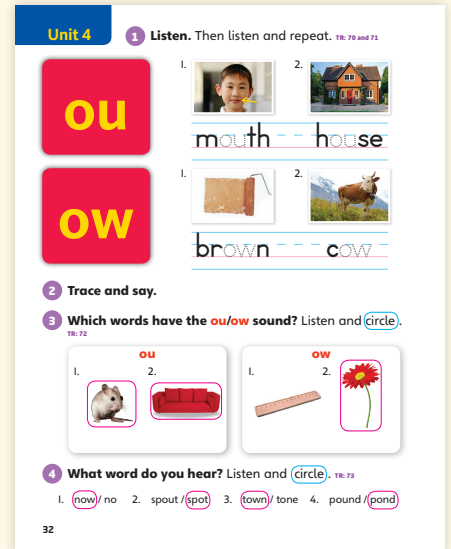 Unit 4
1 Listen. Then listen and repeat. TR: 70 and 71
ou
1. 2.
mouth house
ow
1. 2.
brown cow
2 Trace and say.
3 Which words have the ou/ow sound? Listen and circle.
TR: 72
ou
1. 2.
ow
1. 2.
4 What word do you hear? Listen and circle. TR: 73
1. now / no 2. spout / spot 3. town / tone 4. pound / pond
32